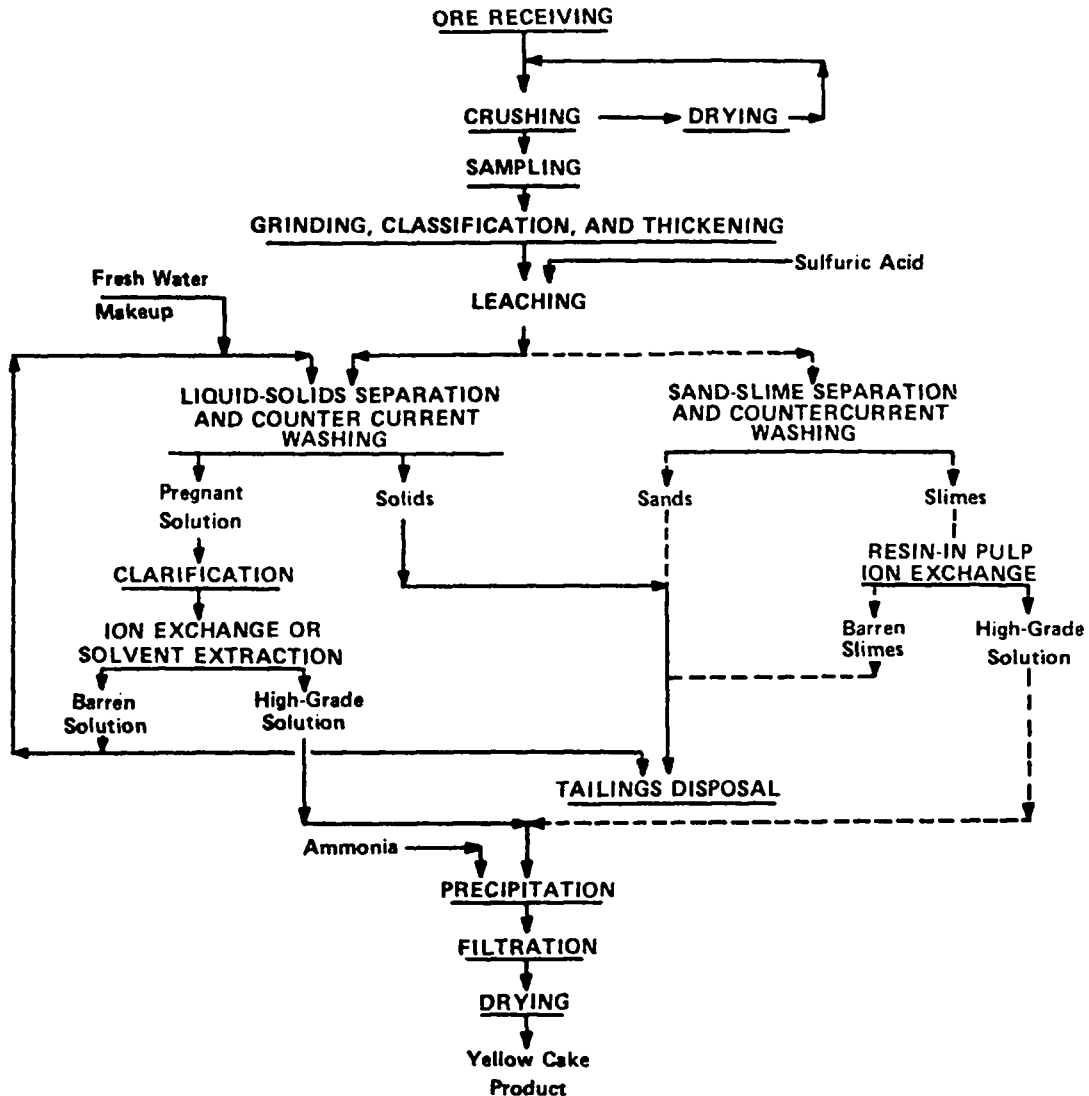 ORE RECEIVING
CRUSHING
DRYING
SAMPLING
GRINDING, CLASSIFICATION, AND THICKENING
Sulfuric Acid
Fresh Water
Makeup
LEACHING
LIQUID-SOLIDS SEPARATION
AND COUNTER CURRENT
WASHING
SAND-SLIME SEPARATION
AND COUNTERCURRENT
WASHING
Pregnant
Solution
Solids
Sands
Slimes
CLARIFICATION
RESIN-IN PULP
ION EXCHANGE
ION EXCHANGE OR
SOLVENT EXTRACTION
Barren
Slimes
High-Grade
Solution
Barren
Solution
High-Grade
Solution
TAILINGS DISPOSAL
Ammonia
PRECIPITATION
FILTRATION
DRYING
Yellow Cake
Product